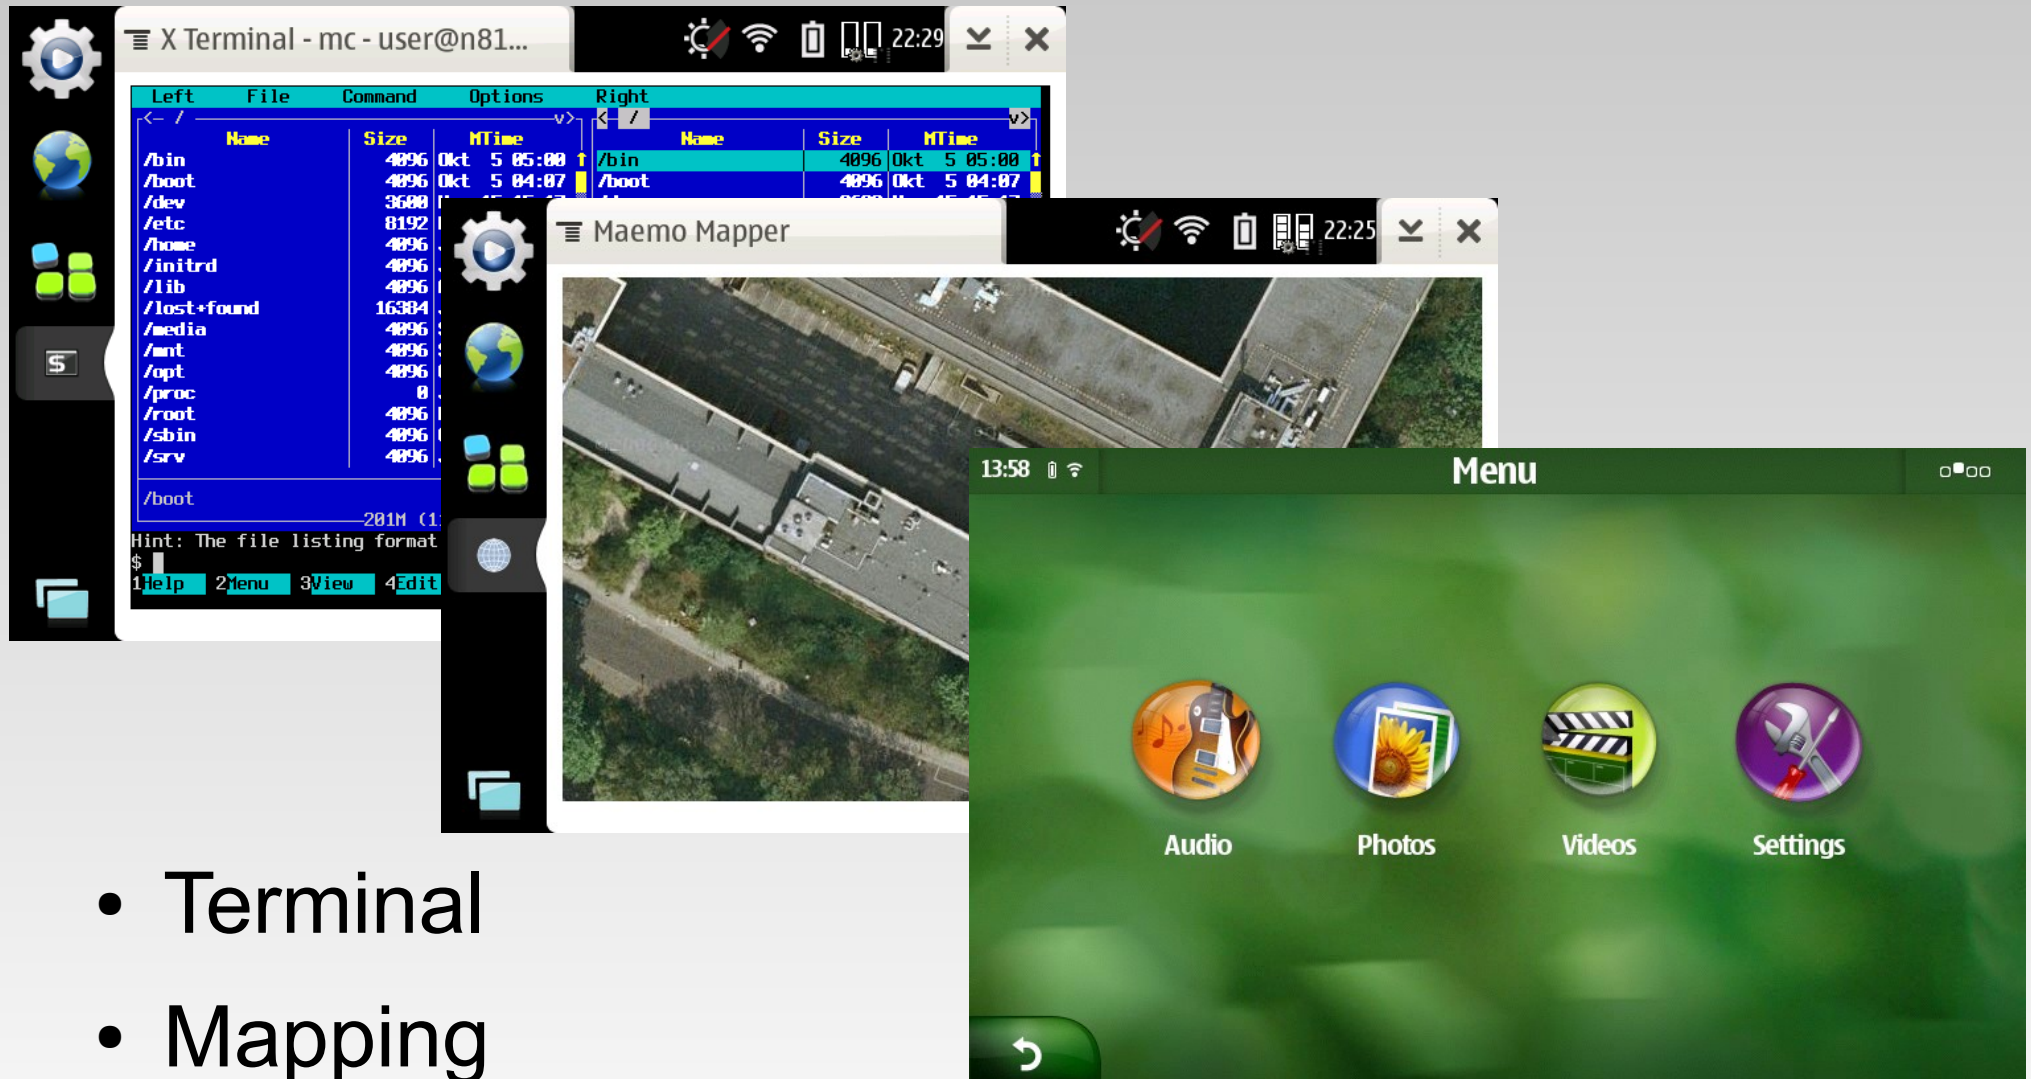 X Terminal - mc - user@n81...
22:29
Left File Command Options Right
<- / v> < / v>
Name Size MTime Name Size MTime
/bin 4096 Okt 5 05:00 /bin 4096 Okt 5 05:00
/boot 4096 Okt 5 04:07 /boot 4096 Okt 5 04:07
/dev 3600
/etc 8192
/home 4096
/initrd 4096
/lib 4096
/lost+found 16384
/media 4096
/mnt 4096
/opt 4096
/proc 0
/root 4096
/sbin 4096
/srv 4096
/boot
201M
Hint: The file listing format
$
1Help 2Menu 3View 4Edit
$
Maemo Mapper
22:25
13:58
Menu
Audio
Photos
Videos
Settings
• Terminal
• Mapping